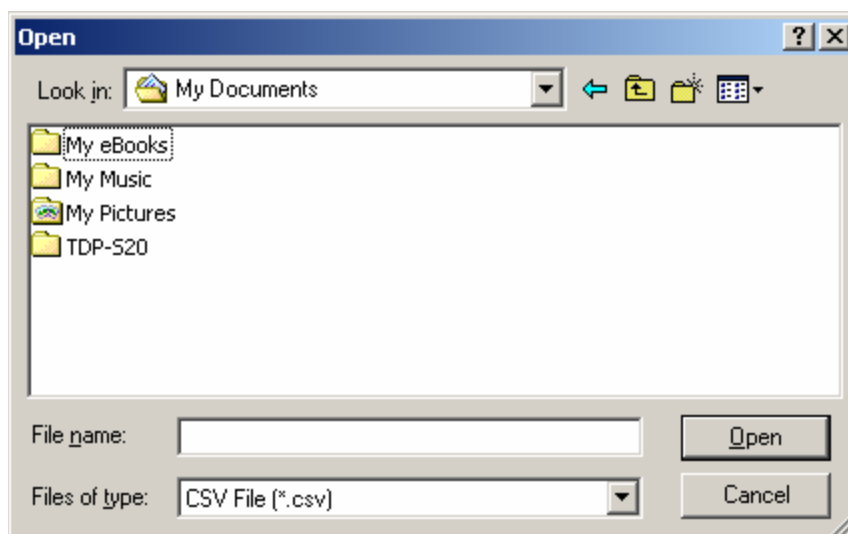 Open
Look in: My Documents
My eBooks
My Music
My Pictures
TDP-S20
File name: Open
Files of type: CSV File (*.csv) Cancel